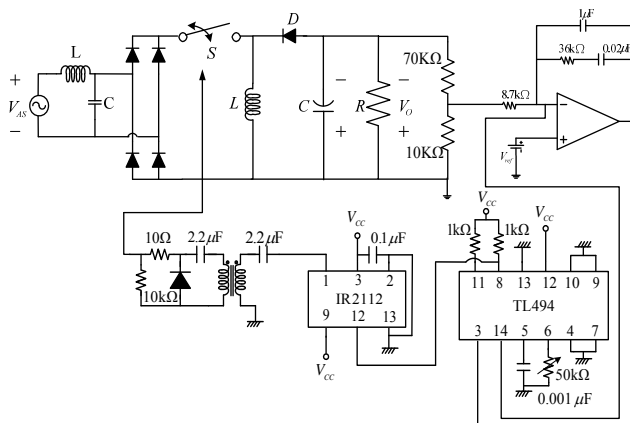 1μF
36kΩ 0.02μF
L
S
D
70KΩ
+
V_AS
−
C
L
C
−
+
R
−
V_O
+
10KΩ
8.7kΩ
−
+
V_ref
10Ω
2.2μF
2.2μF
10kΩ
V_CC
0.1μF
1 3 2
IR2112
9 12 13
V_CC
V_CC
1kΩ 1kΩ
V_CC
11 8 13 12 10 9
TL494
3 14 5 6 4 7
50kΩ
0.001μF